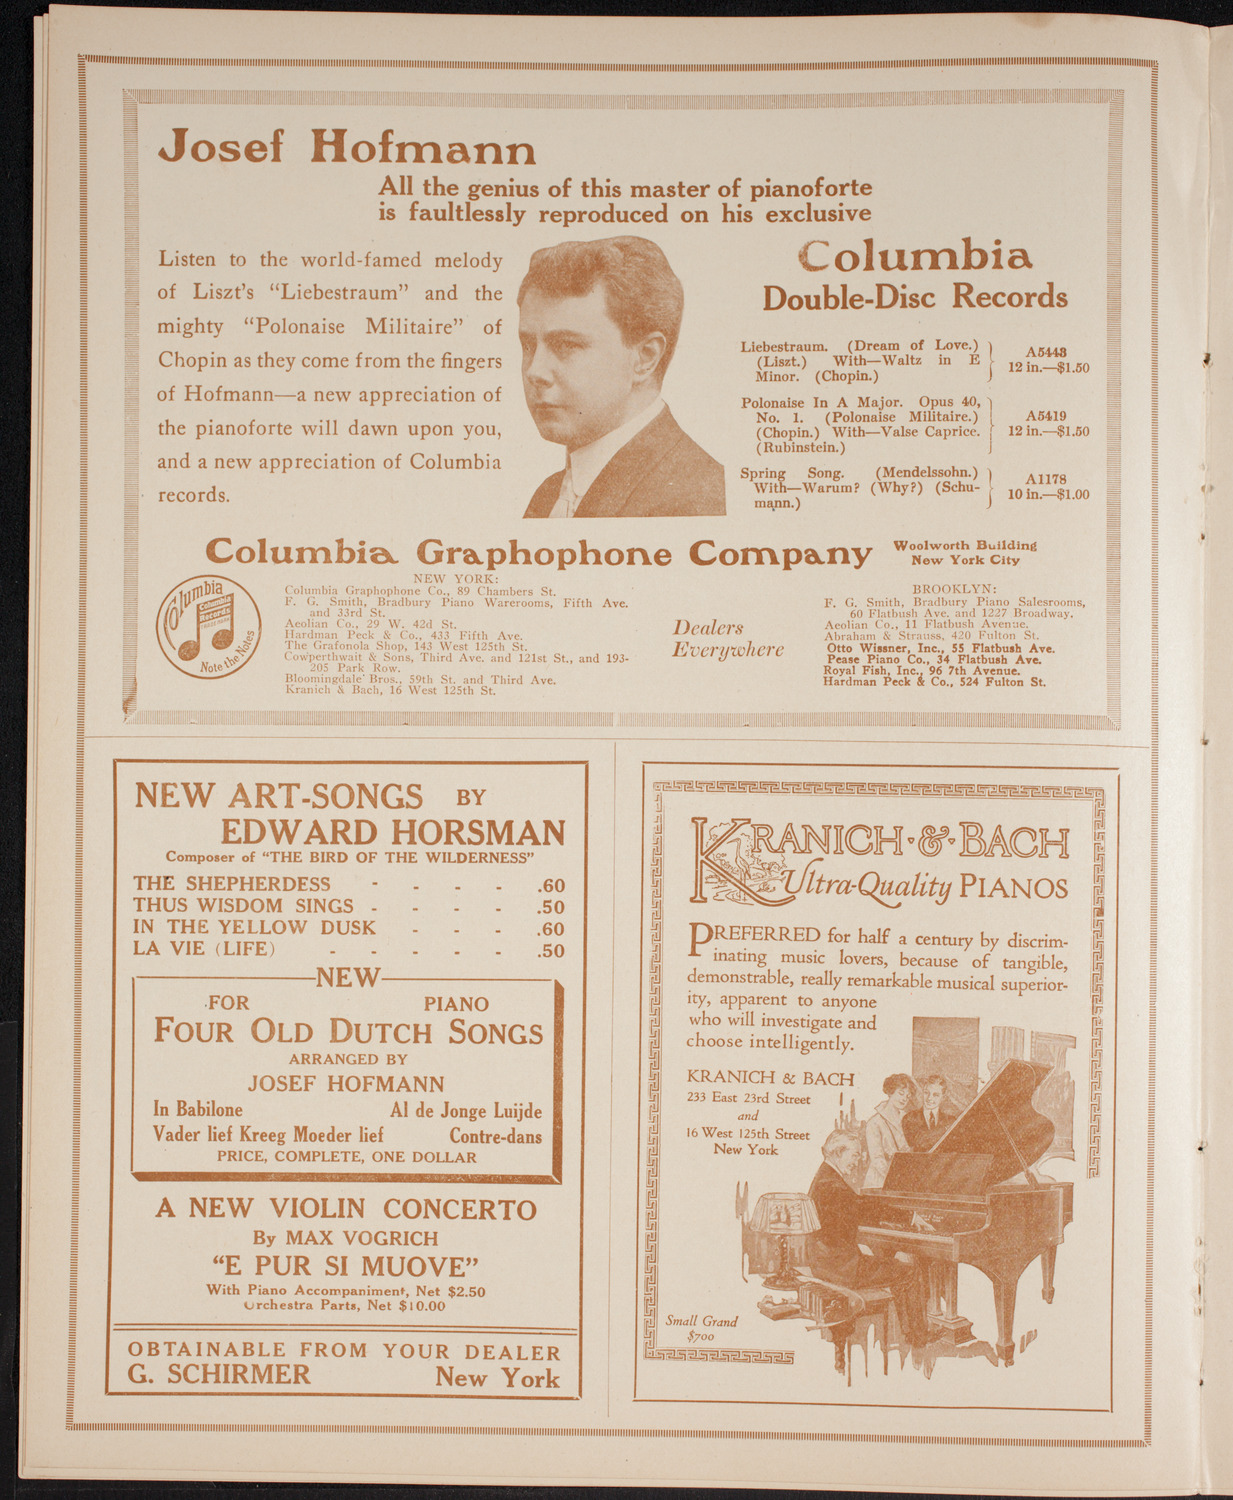 Josef Hofmann
All the genius of this master of pianoforte
is faultlessly reproduced on his exclusive
Listen to the world-famed melody
of Liszt's "Liebestraum" and the
mighty "Polonaise Militaire" of
Chopin as they come from the fingers
of Hofmann—a new appreciation of
the pianoforte will dawn upon you,
and a new appreciation of Columbia
records.
Columbia
Double-Disc Records
Liebestraum. (Dream of Love.)
(Liszt.) With—Waltz in E
Minor. (Chopin.)
A5443
12 in.—$1.50
Polonaise In A Major. Opus 40,
No. 1. (Polonaise Militaire.)
(Chopin.) With—Valse Caprice.
(Rubinstein.)
A5419
12 in.—$1.50
Spring Song. (Mendelssohn.)
With—Warum? (Why?) (Schu-
mann.)
A1178
10 in.—$1.00
Columbia Graphophone Company
Woolworth Building
New York City
Columbia
Columbia
Records
Note the Notes
NEW YORK:
Columbia Graphophone Co., 89 Chambers St.
F. G. Smith, Bradbury Piano Warerooms, Fifth Ave.
and 33rd St.
Aeolian Co., 29 W. 42d St.
Hardman Peck & Co., 433 Fifth Ave.
The Grafonola Shop, 143 West 125th St.
Cowperthwait & Sons, Third Ave. and 121st St., and 193-
205 Park Row.
Bloomingdale Bros., 59th St. and Third Ave.
Kranich & Bach, 16 West 125th St.
Dealers
Everywhere
BROOKLYN:
F. G. Smith, Bradbury Piano Salesrooms,
60 Flatbush Ave. and 1227 Broadway.
Aeolian Co., 11 Flatbush Avenue.
Abraham & Strauss, 420 Fulton St.
Otto Wissner, Inc., 55 Flatbush Ave.
Pease Piano Co., 34 Flatbush Ave.
Royal Fish, Inc., 96 7th Avenue.
Hardman Peck & Co., 524 Fulton St.
NEW ART-SONGS BY
EDWARD HORSMAN
Composer of "THE BIRD OF THE WILDERNESS"
THE SHEPHERDESS - - - - .60
THUS WISDOM SINGS - - - - .50
IN THE YELLOW DUSK - - - .60
LA VIE (LIFE) - - - - - .50
NEW
FOR PIANO
FOUR OLD DUTCH SONGS
ARRANGED BY
JOSEF HOFMANN
In Babilone Al de Jonge Luijde
Vader lief Kreeg Moeder lief Contre-dans
PRICE, COMPLETE, ONE DOLLAR
A NEW VIOLIN CONCERTO
By MAX VOGRICH
"E PUR SI MUOVE"
With Piano Accompaniment, Net $2.50
Orchestra Parts, Net $10.00
OBTAINABLE FROM YOUR DEALER
G. SCHIRMER New York
KRANICH·&·BACH
Ultra-Quality PIANOS
PREFERRED for half a century by discrim-
inating music lovers, because of tangible,
demonstrable, really remarkable musical superior-
ity, apparent to anyone
who will investigate and
choose intelligently.
KRANICH & BACH
233 East 23rd Street
and
16 West 125th Street
New York
Small Grand
$700